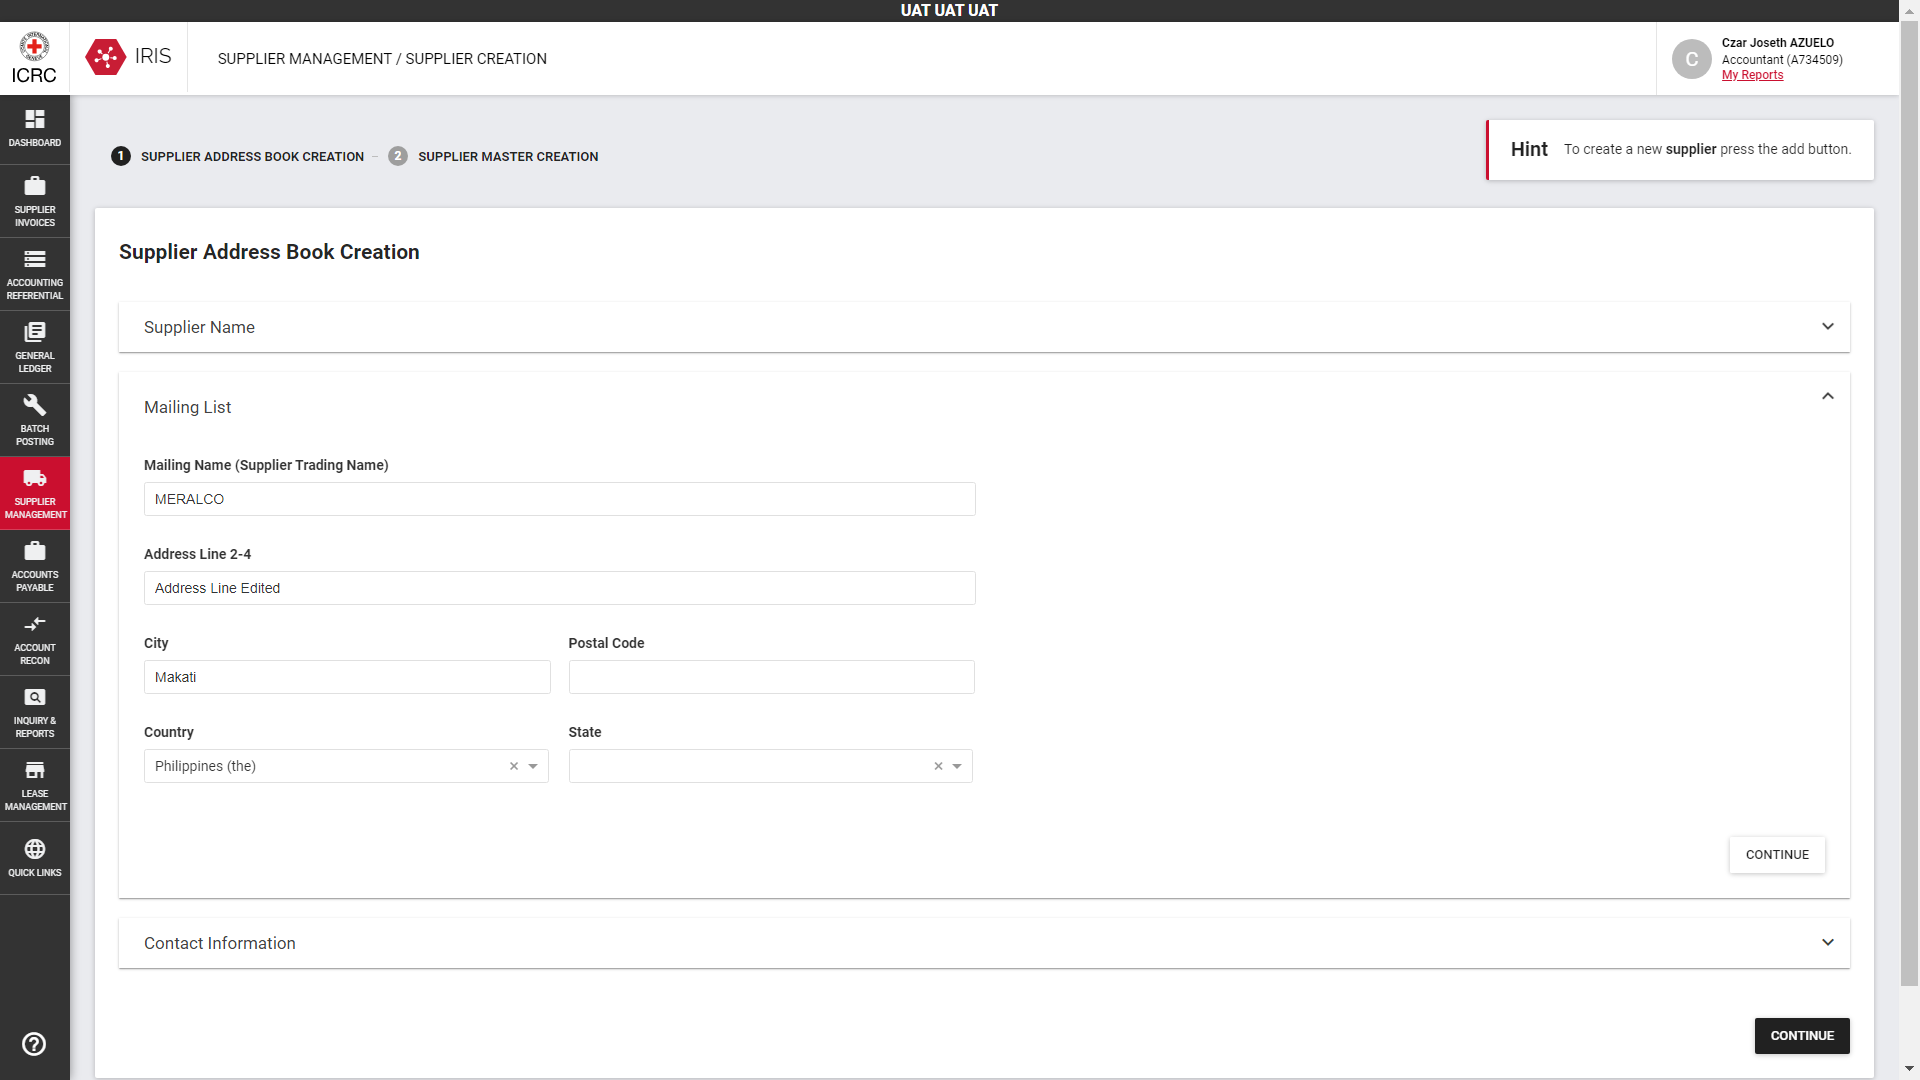 UAT UAT UAT
ICRC
IRIS
SUPPLIER MANAGEMENT / SUPPLIER CREATION
C
Czar Joseth AZUELO
Accountant (A734509)
My Reports
DASHBOARD
SUPPLIER
INVOICES
ACCOUNTING
REFERENTIAL
GENERAL
LEDGER
BATCH
POSTING
SUPPLIER
MANAGEMENT
ACCOUNTS
PAYABLE
ACCOUNT
RECON
INQUIRY &
REPORTS
LEASE
MANAGEMENT
QUICK LINKS
1 SUPPLIER ADDRESS BOOK CREATION – 2 SUPPLIER MASTER CREATION
Hint To create a new supplier press the add button.
Supplier Address Book Creation
Supplier Name
Mailing List
Mailing Name (Supplier Trading Name)
MERALCO
Address Line 2-4
Address Line Edited
City Postal Code
Makati
Country State
Philippines (the)
CONTINUE
Contact Information
CONTINUE